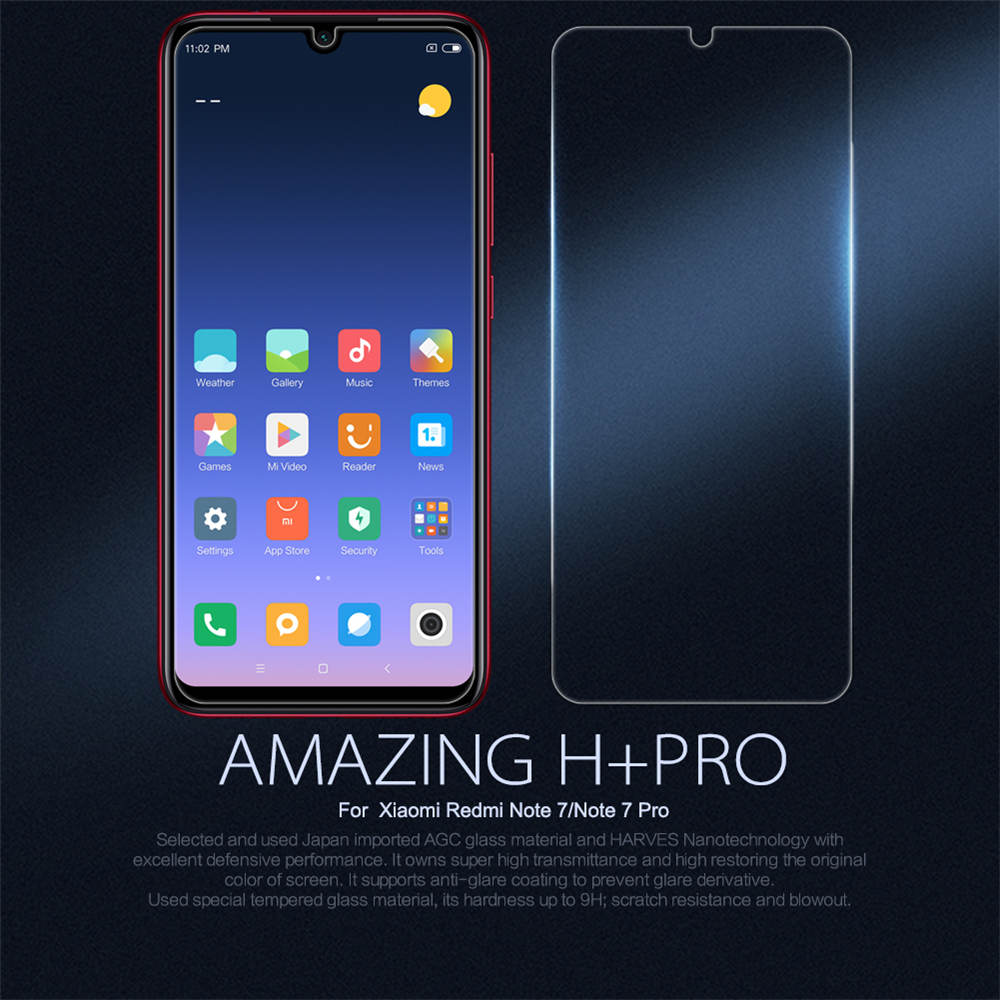 11:02 PM
Weather Gallery Music Themes
1.
Games Mi Video Reader News
mi
Settings App Store Security Tools
AMAZING H+PRO
For Xiaomi Redmi Note 7/Note 7 Pro
Selected and used Japan imported AGC glass material and HARVES Nanotechnology with
excellent defensive performance. It owns super high transmittance and high restoring the original
color of screen. It supports anti-glare coating to prevent glare derivative.
Used special tempered glass material, its hardness up to 9H; scratch resistance and blowout.